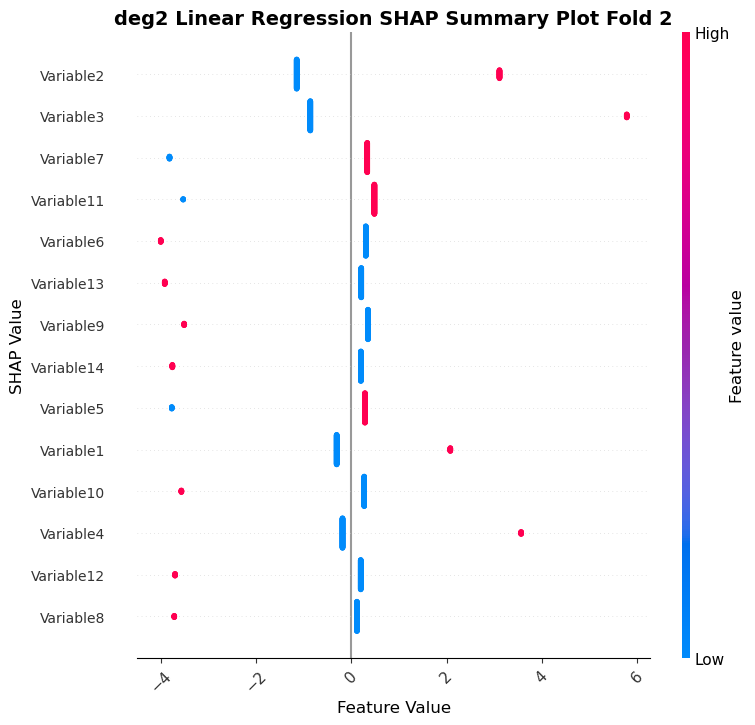 deg2 Linear Regression SHAP Summary Plot Fold 2
High
Variable2
Variable3
Variable7
Variable11
Variable6
Variable13
Variable9
Variable14
Variable5
Variable1
Variable10
Variable4
Variable12
Variable8
SHAP Value
Feature value
Low
−4 −2 0 2 4 6
Feature Value